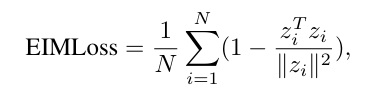 EIMLoss = \frac{1}{N} \sum_{i=1}^{N} (1 - \frac{z_i^T z_i}{\|z_i\|^2}),